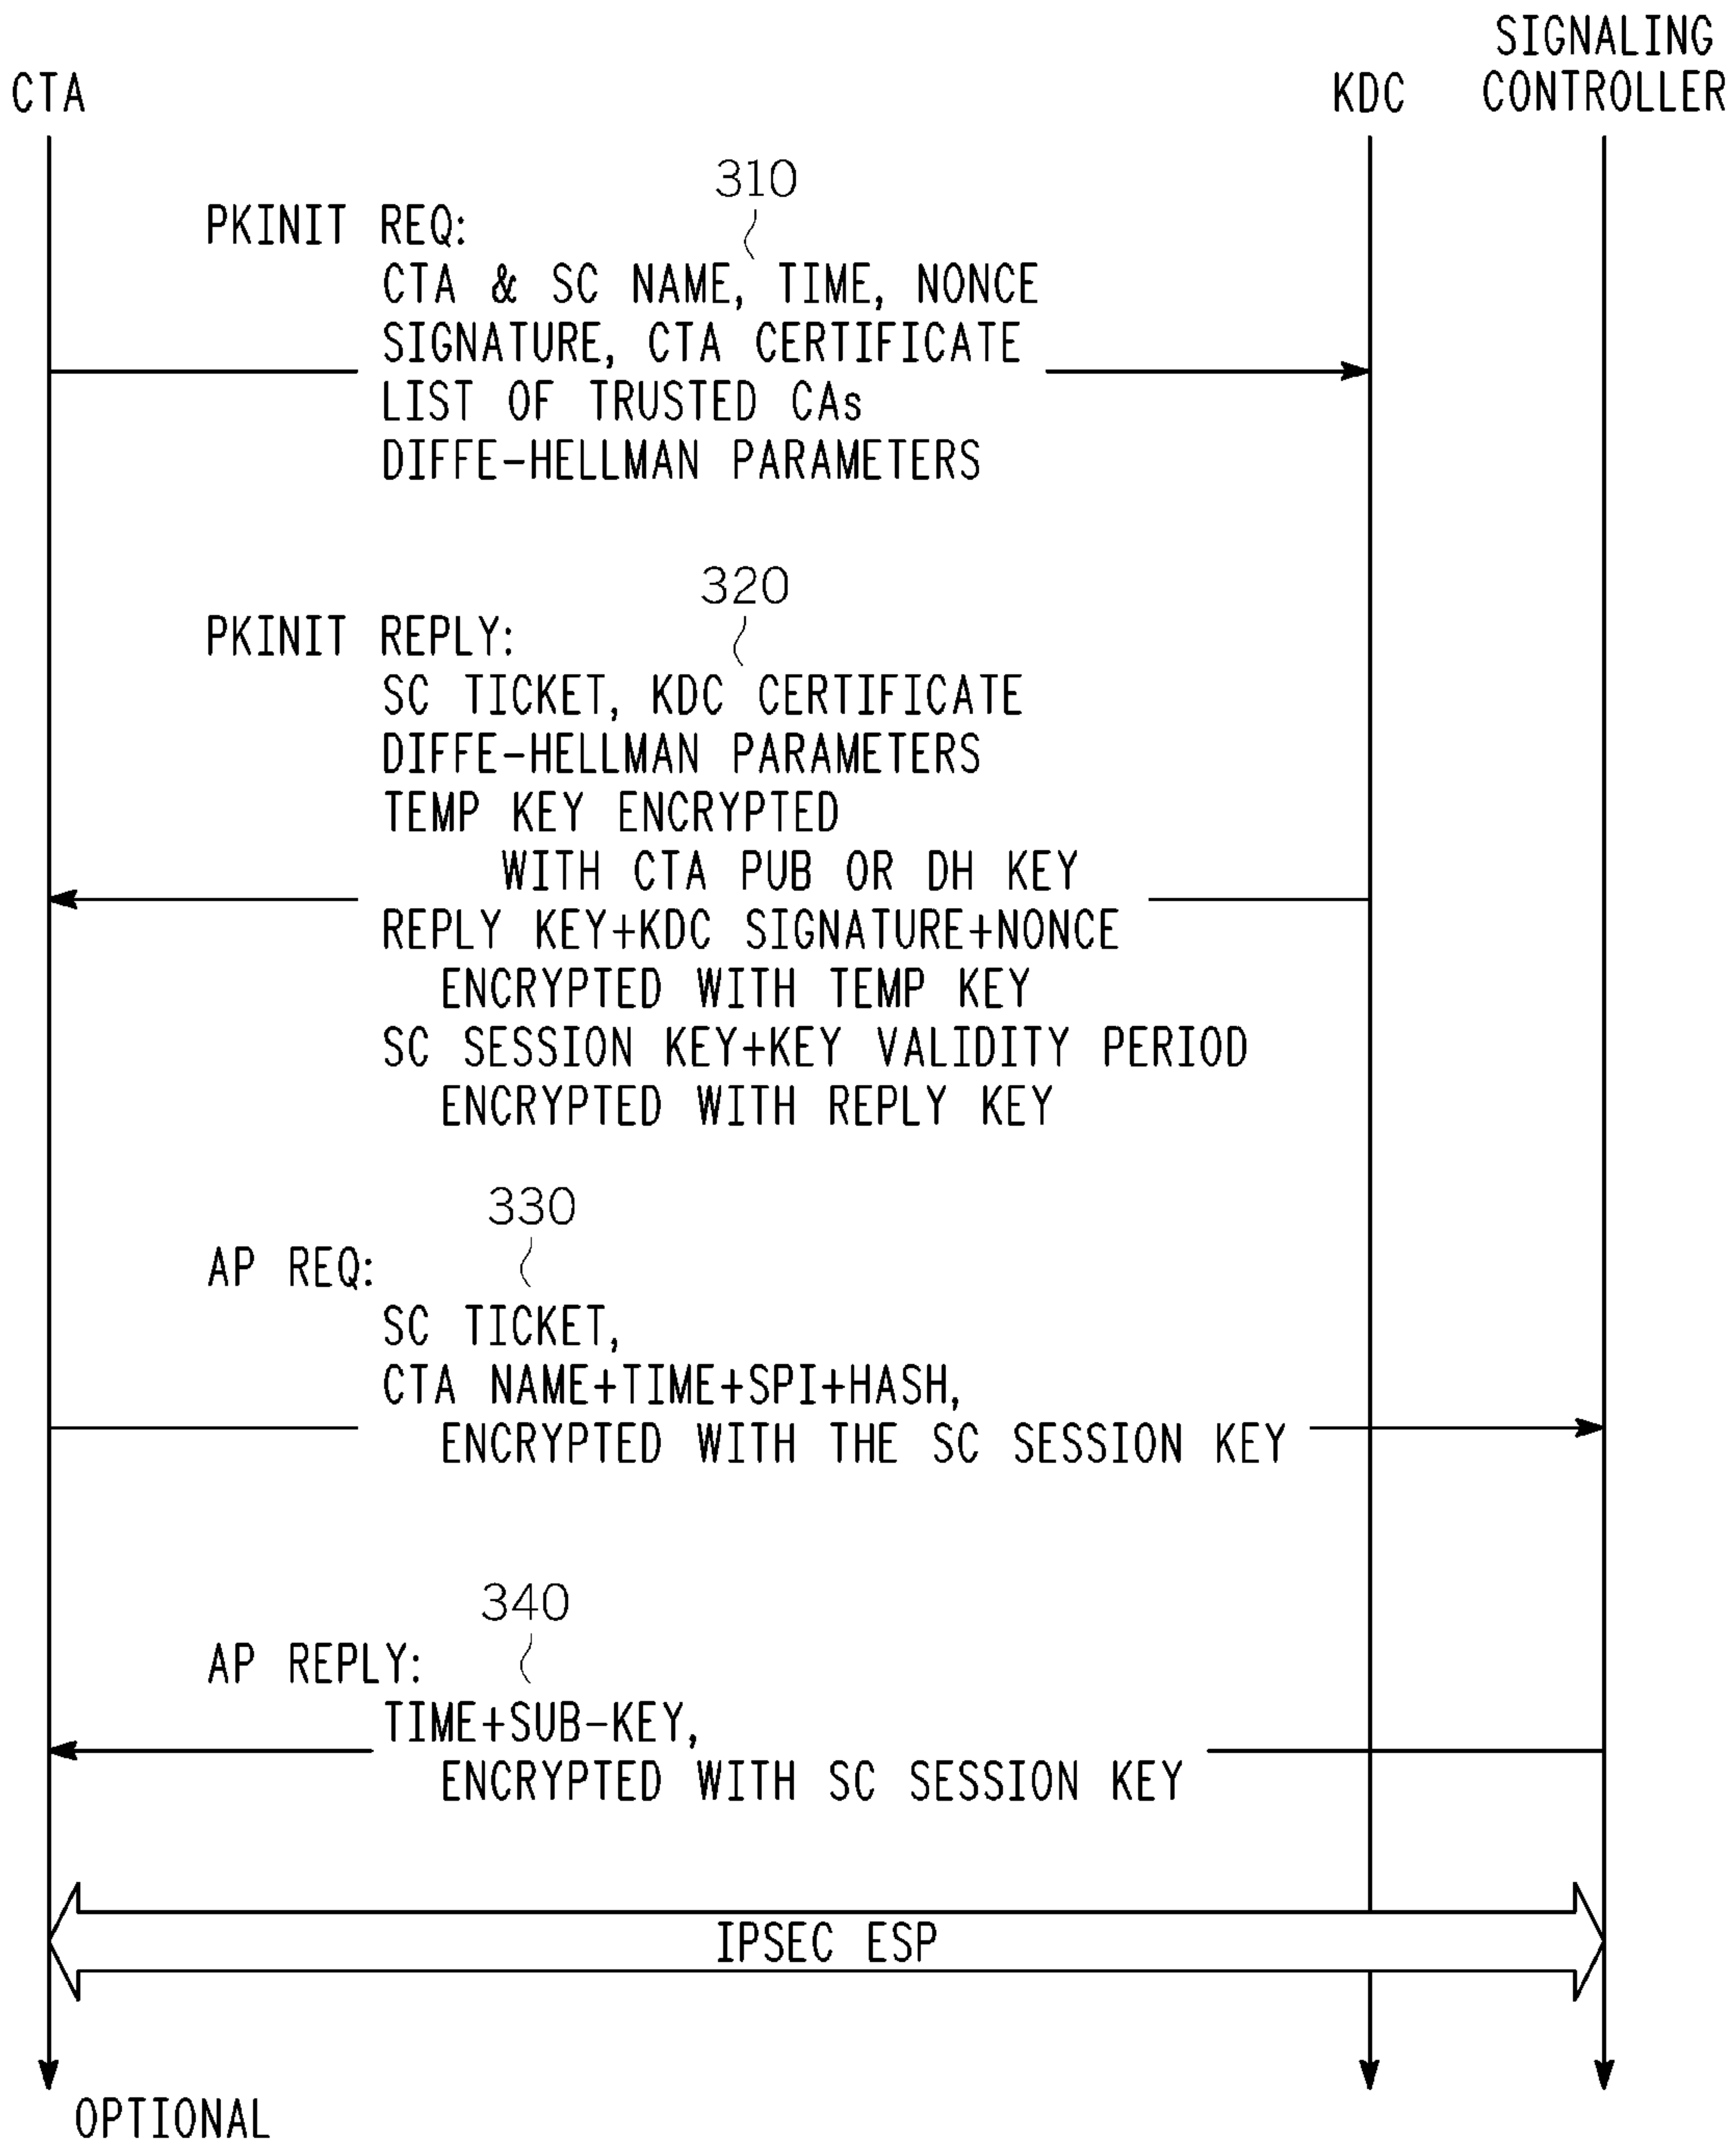 SIGNALING
CTA KDC CONTROLLER
310
PKINIT REQ:
CTA & SC NAME, TIME, NONCE
SIGNATURE, CTA CERTIFICATE
LIST OF TRUSTED CAs
DIFFE-HELLMAN PARAMETERS
320
PKINIT REPLY:
SC TICKET, KDC CERTIFICATE
DIFFE-HELLMAN PARAMETERS
TEMP KEY ENCRYPTED
WITH CTA PUB OR DH KEY
REPLY KEY+KDC SIGNATURE+NONCE
ENCRYPTED WITH TEMP KEY
SC SESSION KEY+KEY VALIDITY PERIOD
ENCRYPTED WITH REPLY KEY
330
AP REQ:
SC TICKET,
CTA NAME+TIME+SPI+HASH,
ENCRYPTED WITH THE SC SESSION KEY
340
AP REPLY:
TIME+SUB-KEY,
ENCRYPTED WITH SC SESSION KEY
IPSEC ESP
OPTIONAL